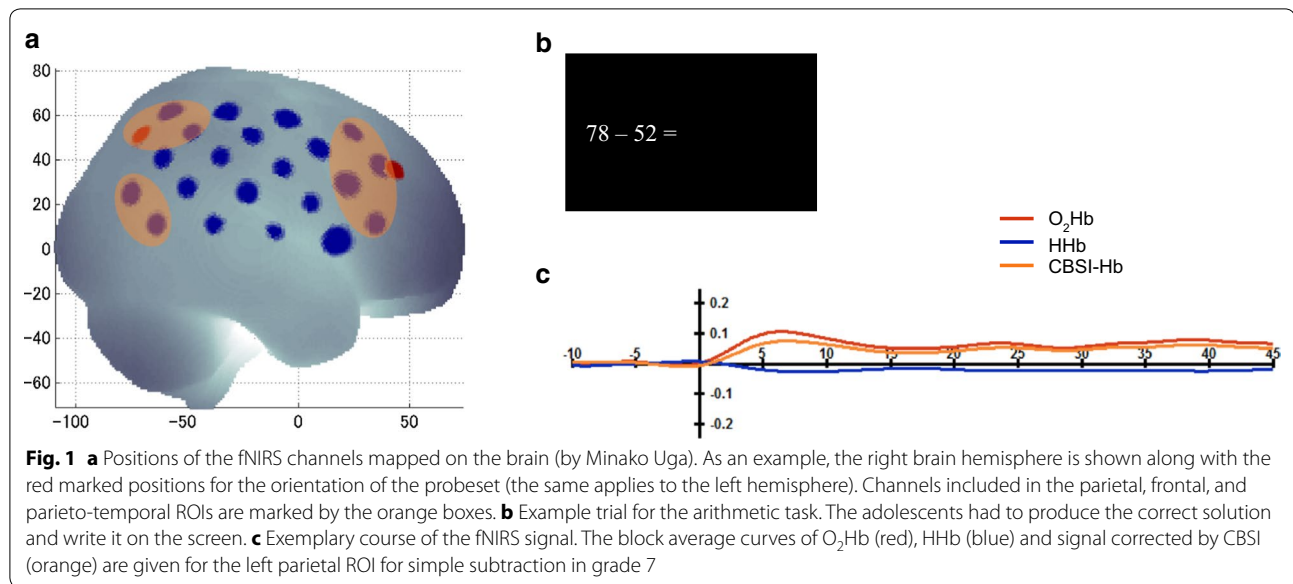 a
80
60
40
20
0
−20
−40
−60
−100
−50
0
50
b
78 – 52 =
O₂Hb
HHb
CBSI-Hb
c
0.2
0.1
-10
-5
5
10
15
20
25
30
35
40
45
-0.1
-0.2
Fig. 1 a Positions of the fNIRS channels mapped on the brain (by Minako Uga). As an example, the right brain hemisphere is shown along with the
red marked positions for the orientation of the probeset (the same applies to the left hemisphere). Channels included in the parietal, frontal, and
parieto-temporal ROIs are marked by the orange boxes. b Example trial for the arithmetic task. The adolescents had to produce the correct solution
and write it on the screen. c Exemplary course of the fNIRS signal. The block average curves of O₂Hb (red), HHb (blue) and signal corrected by CBSI
(orange) are given for the left parietal ROI for simple subtraction in grade 7